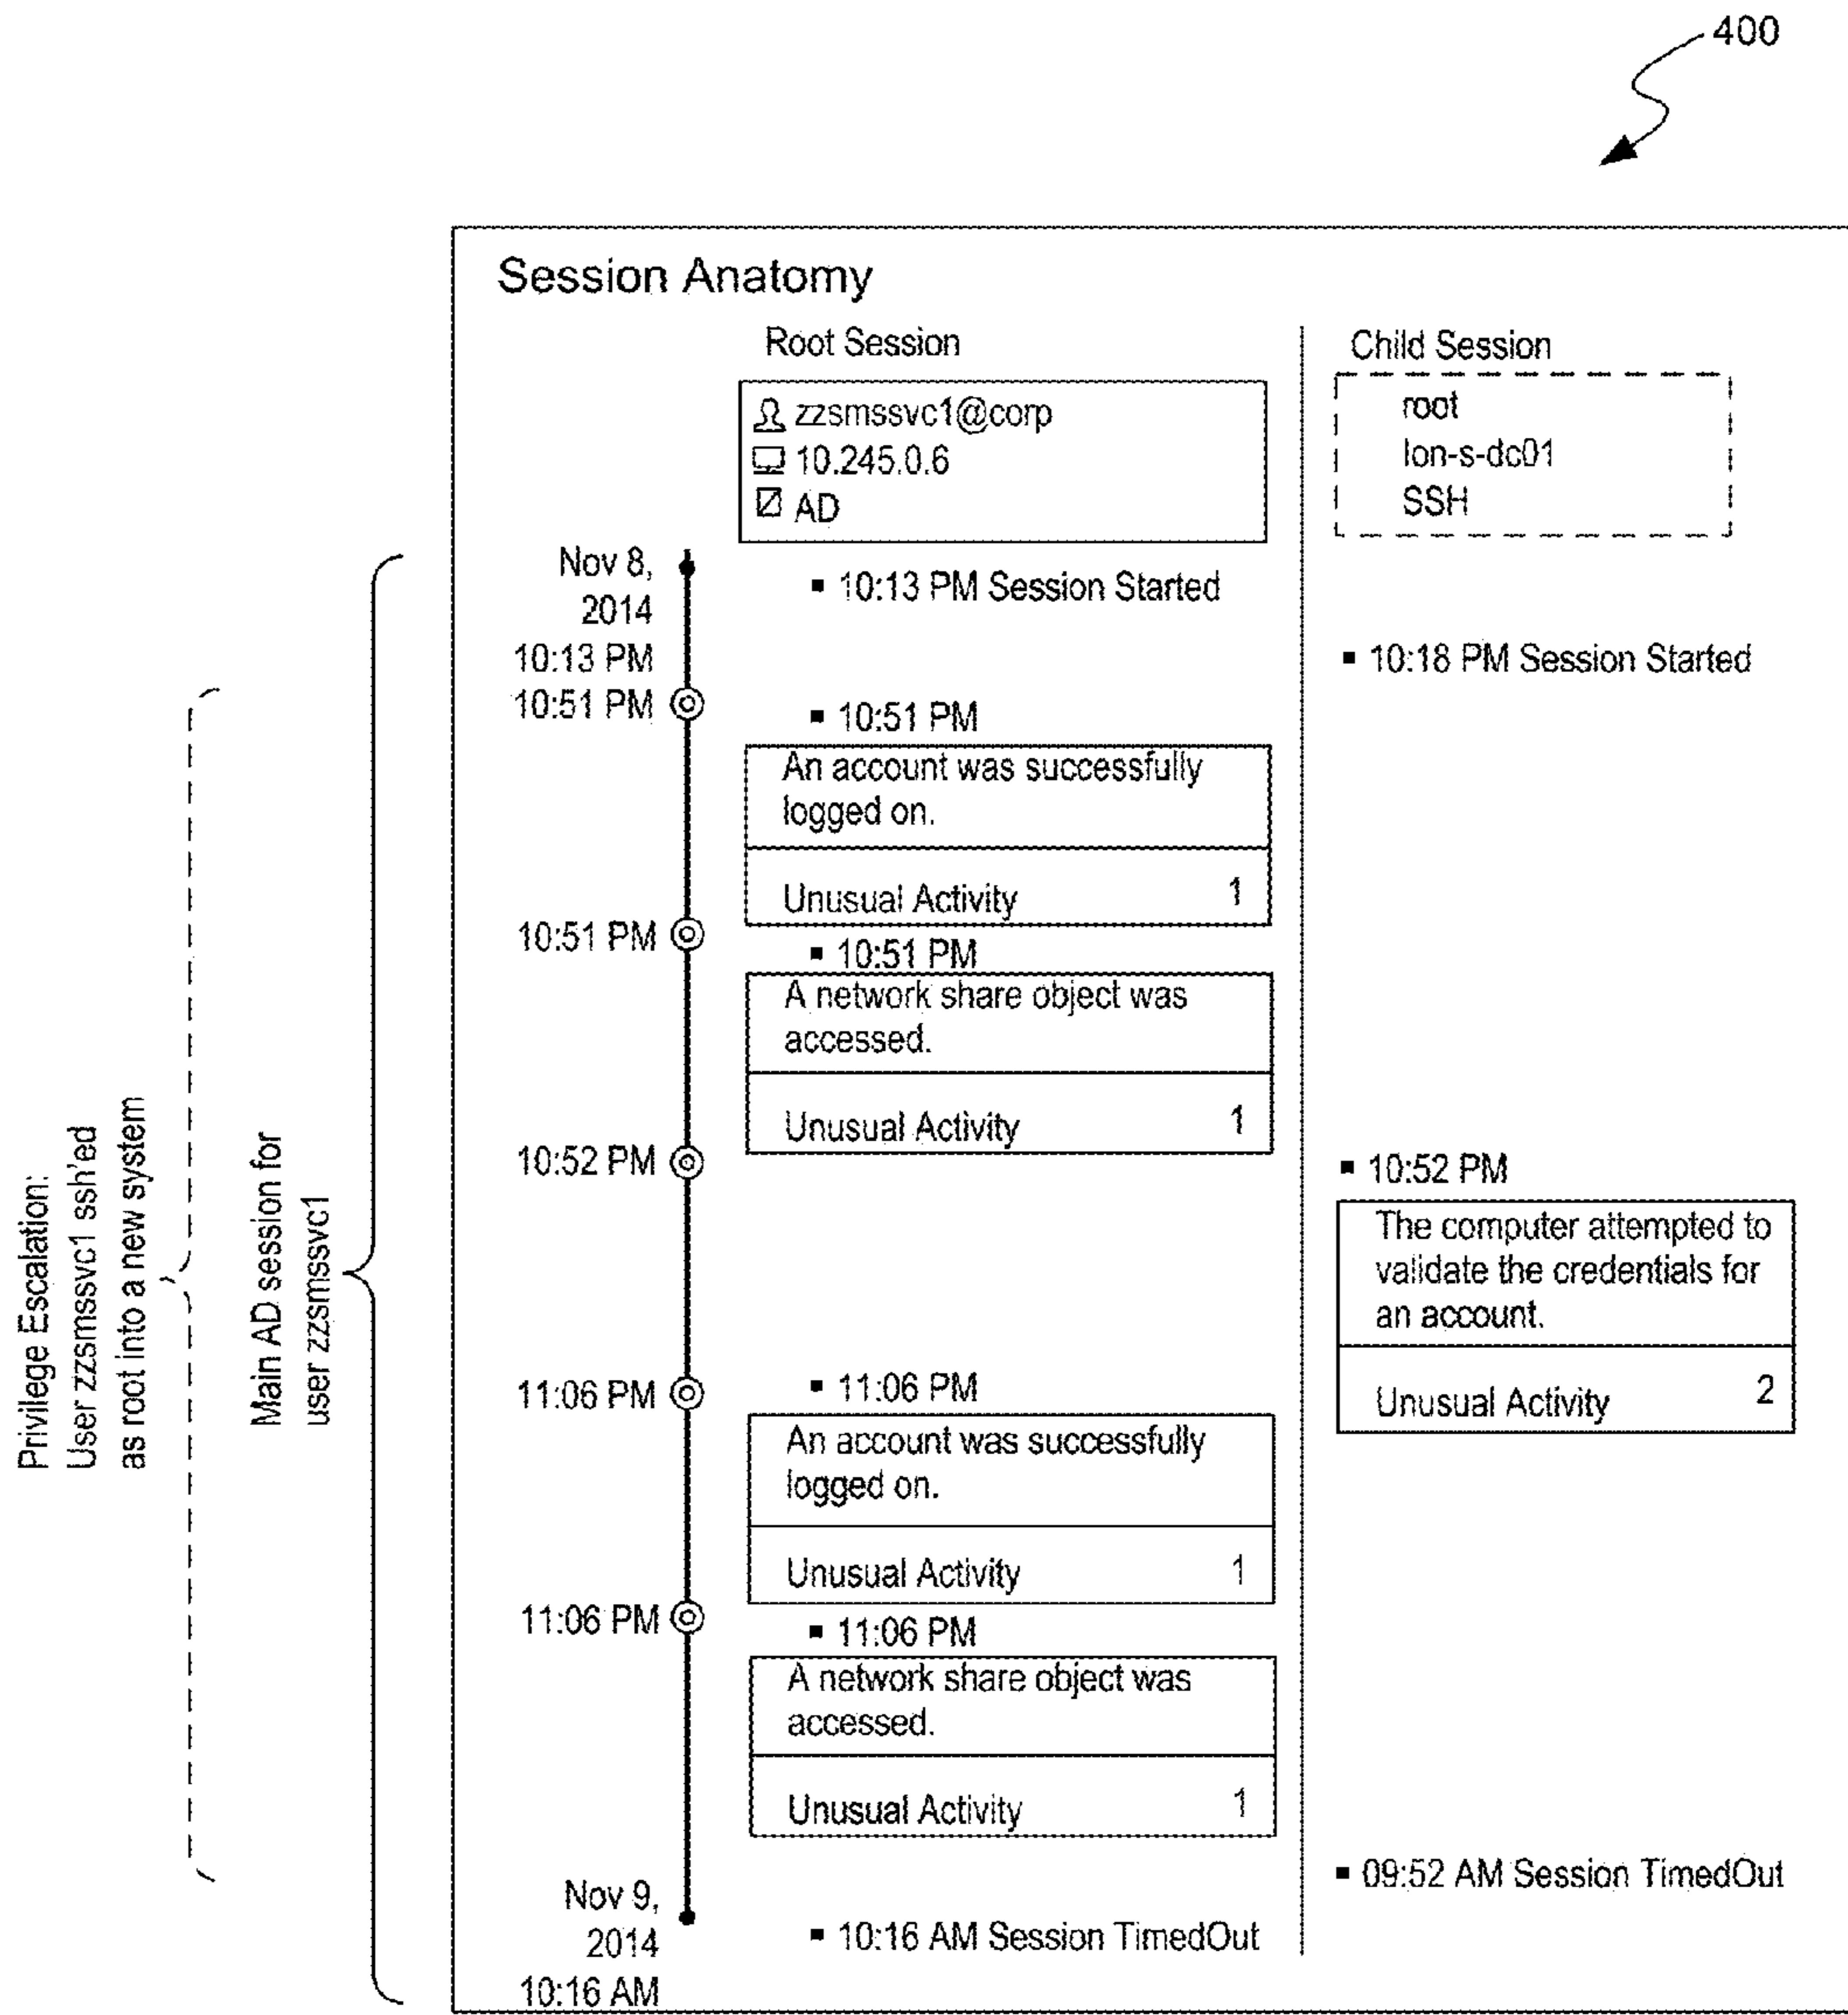 400
Session Anatomy
Root Session
Child Session
zzsmssvc1@corp
10.245.0.6
AD
root
lon-s-dc01
SSH
Nov 8,
2014
10:13 PM
▪ 10:13 PM Session Started
▪ 10:18 PM Session Started
10:51 PM
▪ 10:51 PM
An account was successfully
logged on.
Unusual Activity 1
10:51 PM
▪ 10:51 PM
A network share object was
accessed.
Unusual Activity 1
10:52 PM
▪ 10:52 PM
The computer attempted to
validate the credentials for
an account.
Unusual Activity 2
11:06 PM
▪ 11:06 PM
An account was successfully
logged on.
Unusual Activity 1
11:06 PM
▪ 11:06 PM
A network share object was
accessed.
Unusual Activity 1
▪ 09:52 AM Session TimedOut
Nov 9,
2014
10:16 AM
▪ 10:16 AM Session TimedOut
Privilege Escalation:
User zzsmssvc1 ssh'ed
as root into a new system
Main AD session for
user zzsmssvc1